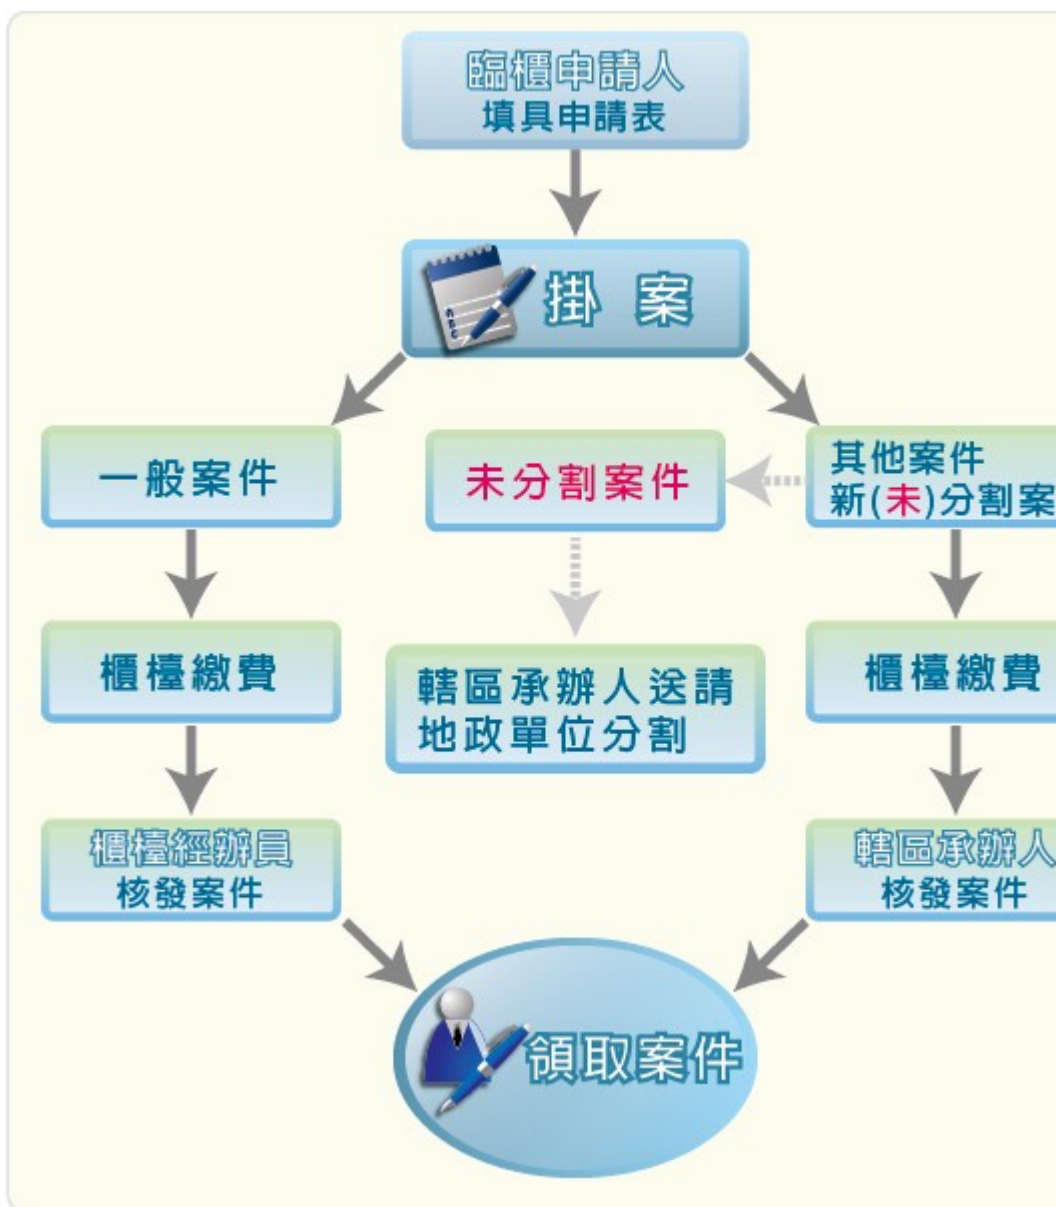 臨櫃申請人
填具申請表
掛 案
一般案件
未分割案件
其他案件
新(未)分割案
櫃檯繳費
轄區承辦人送請
地政單位分割
櫃檯繳費
櫃檯經辦員
核發案件
轄區承辦人
核發案件
領取案件